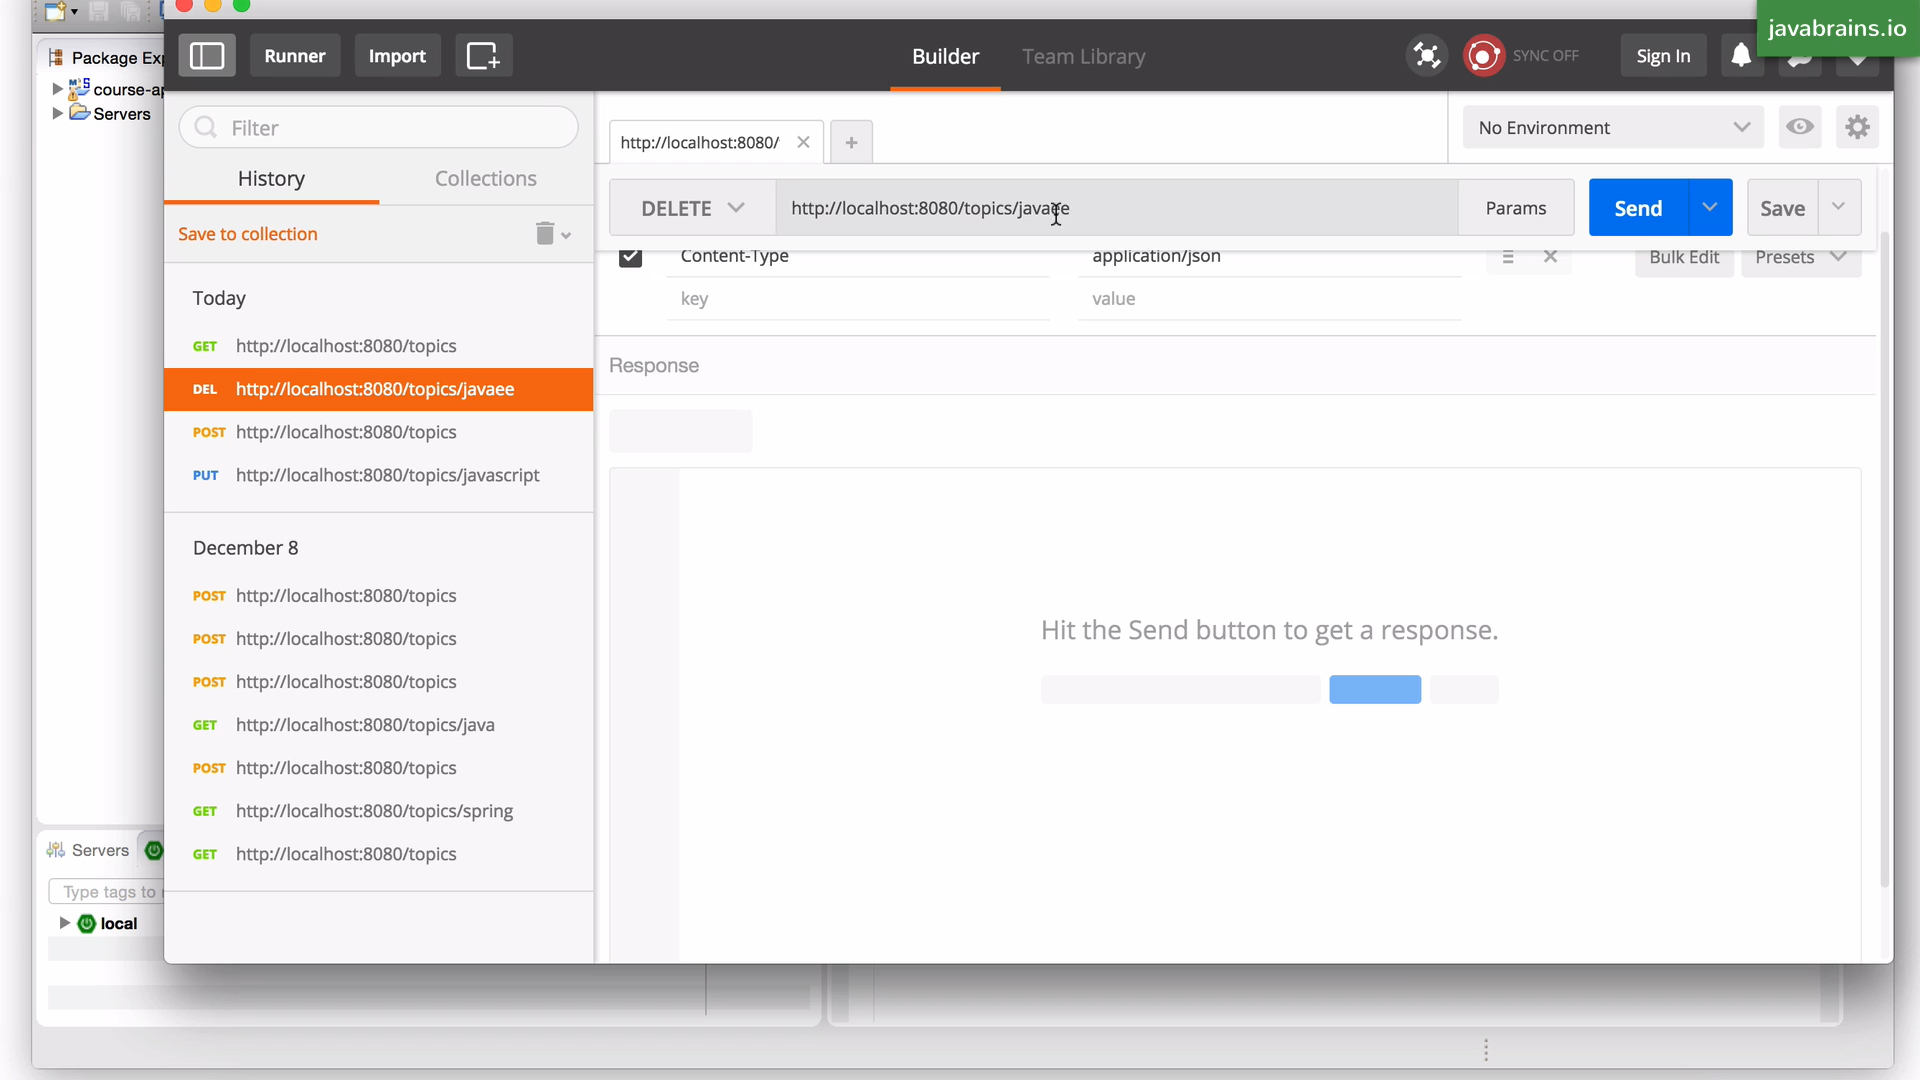 javabrains.io
Package Exp
course-ap
Servers
Runner
Import
Builder
Team Library
SYNC OFF
Sign In
Filter
History
Collections
Save to collection
Today
GET http://localhost:8080/topics
DEL http://localhost:8080/topics/javaee
POST http://localhost:8080/topics
PUT http://localhost:8080/topics/javascript
December 8
POST http://localhost:8080/topics
POST http://localhost:8080/topics
POST http://localhost:8080/topics
GET http://localhost:8080/topics/java
POST http://localhost:8080/topics
GET http://localhost:8080/topics/spring
GET http://localhost:8080/topics
http://localhost:8080/
No Environment
DELETE
http://localhost:8080/topics/javaee
Params
Send
Save
Content-Type
application/json
Bulk Edit
Presets
key
value
Response
Hit the Send button to get a response.
Servers
Type tags to
local